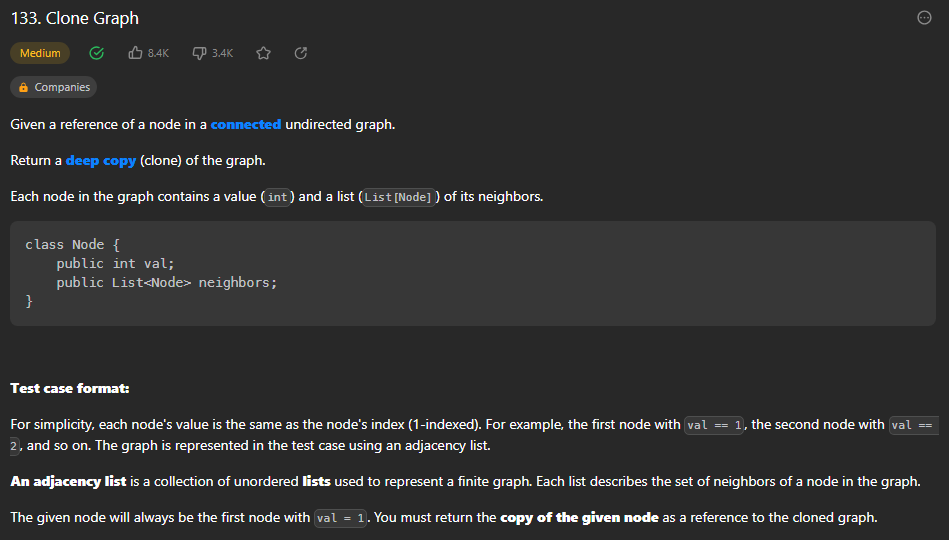 133. Clone Graph
Medium 8.4K 3.4K
Companies
Given a reference of a node in a connected undirected graph.
Return a deep copy (clone) of the graph.
Each node in the graph contains a value (int) and a list (List[Node]) of its neighbors.
class Node {
    public int val;
    public List<Node> neighbors;
}
Test case format:
For simplicity, each node's value is the same as the node's index (1-indexed). For example, the first node with val == 1, the second node with val ==
2, and so on. The graph is represented in the test case using an adjacency list.
An adjacency list is a collection of unordered lists used to represent a finite graph. Each list describes the set of neighbors of a node in the graph.
The given node will always be the first node with val = 1. You must return the copy of the given node as a reference to the cloned graph.